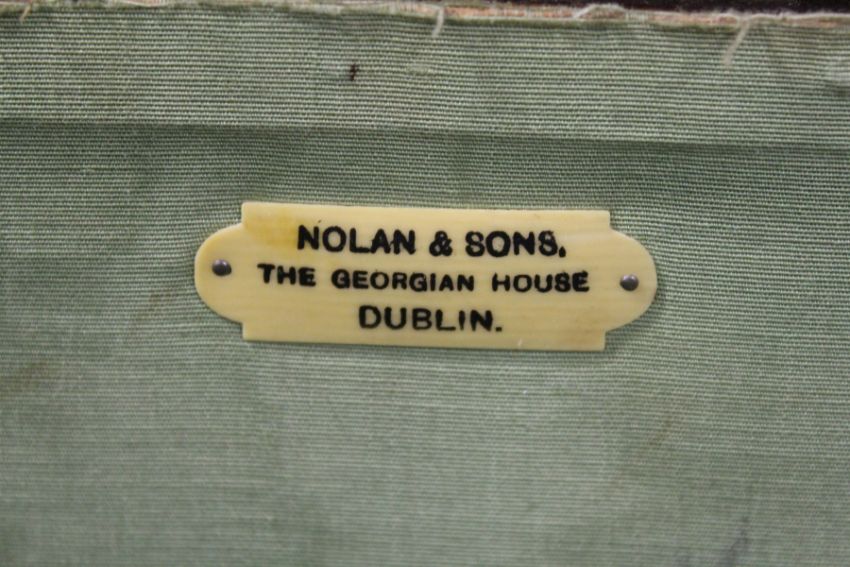 NOLAN & SONS.
THE GEORGIAN HOUSE
DUBLIN.